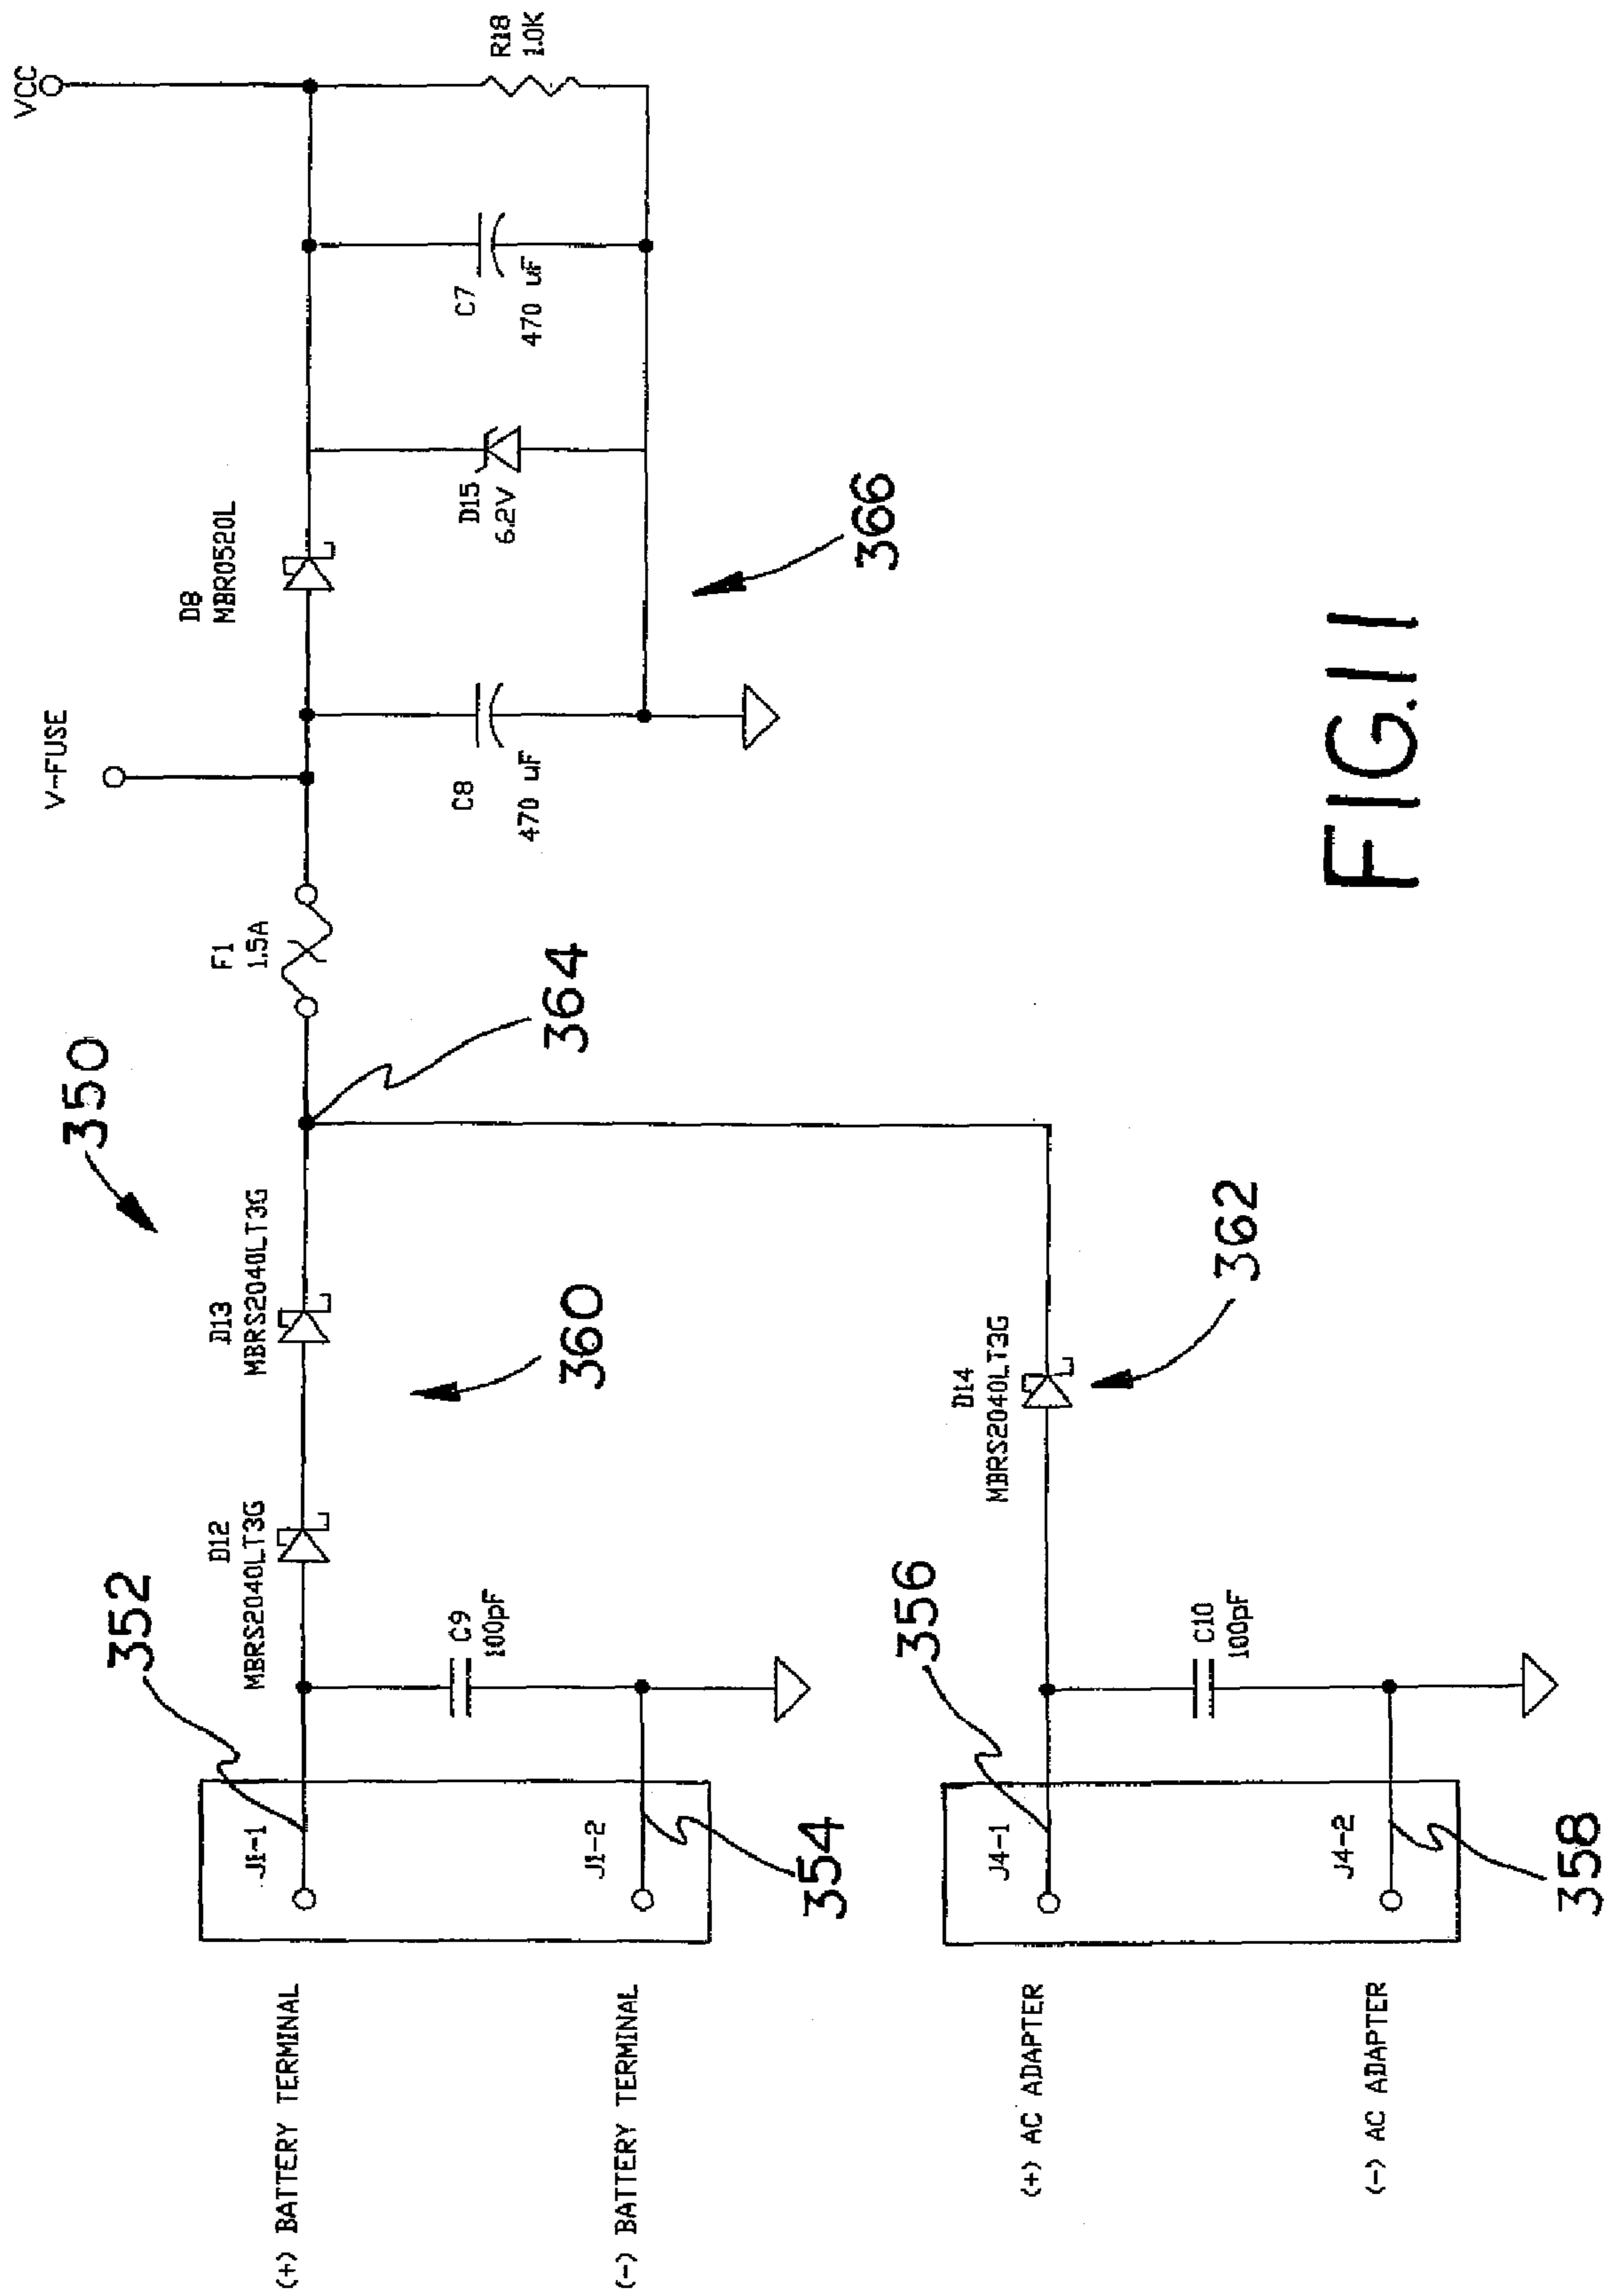 350
VCC
V-FUSE
D12
MBRS2040LT3G
D13
MBRS2040LT3G
F1
1.5A
D8
MBR0520L
352
(+) BATTERY TERMINAL
J1-1
C9
100pF
360
364
C8
470 uF
D15
6.2V
C7
470 uF
R18
1.0K
(-) BATTERY TERMINAL
J1-2
354
366
356
D14
MBRS2040LT3G
(+) AC ADAPTER
J4-1
C10
100pF
362
(-) AC ADAPTER
J4-2
358
FIG.11